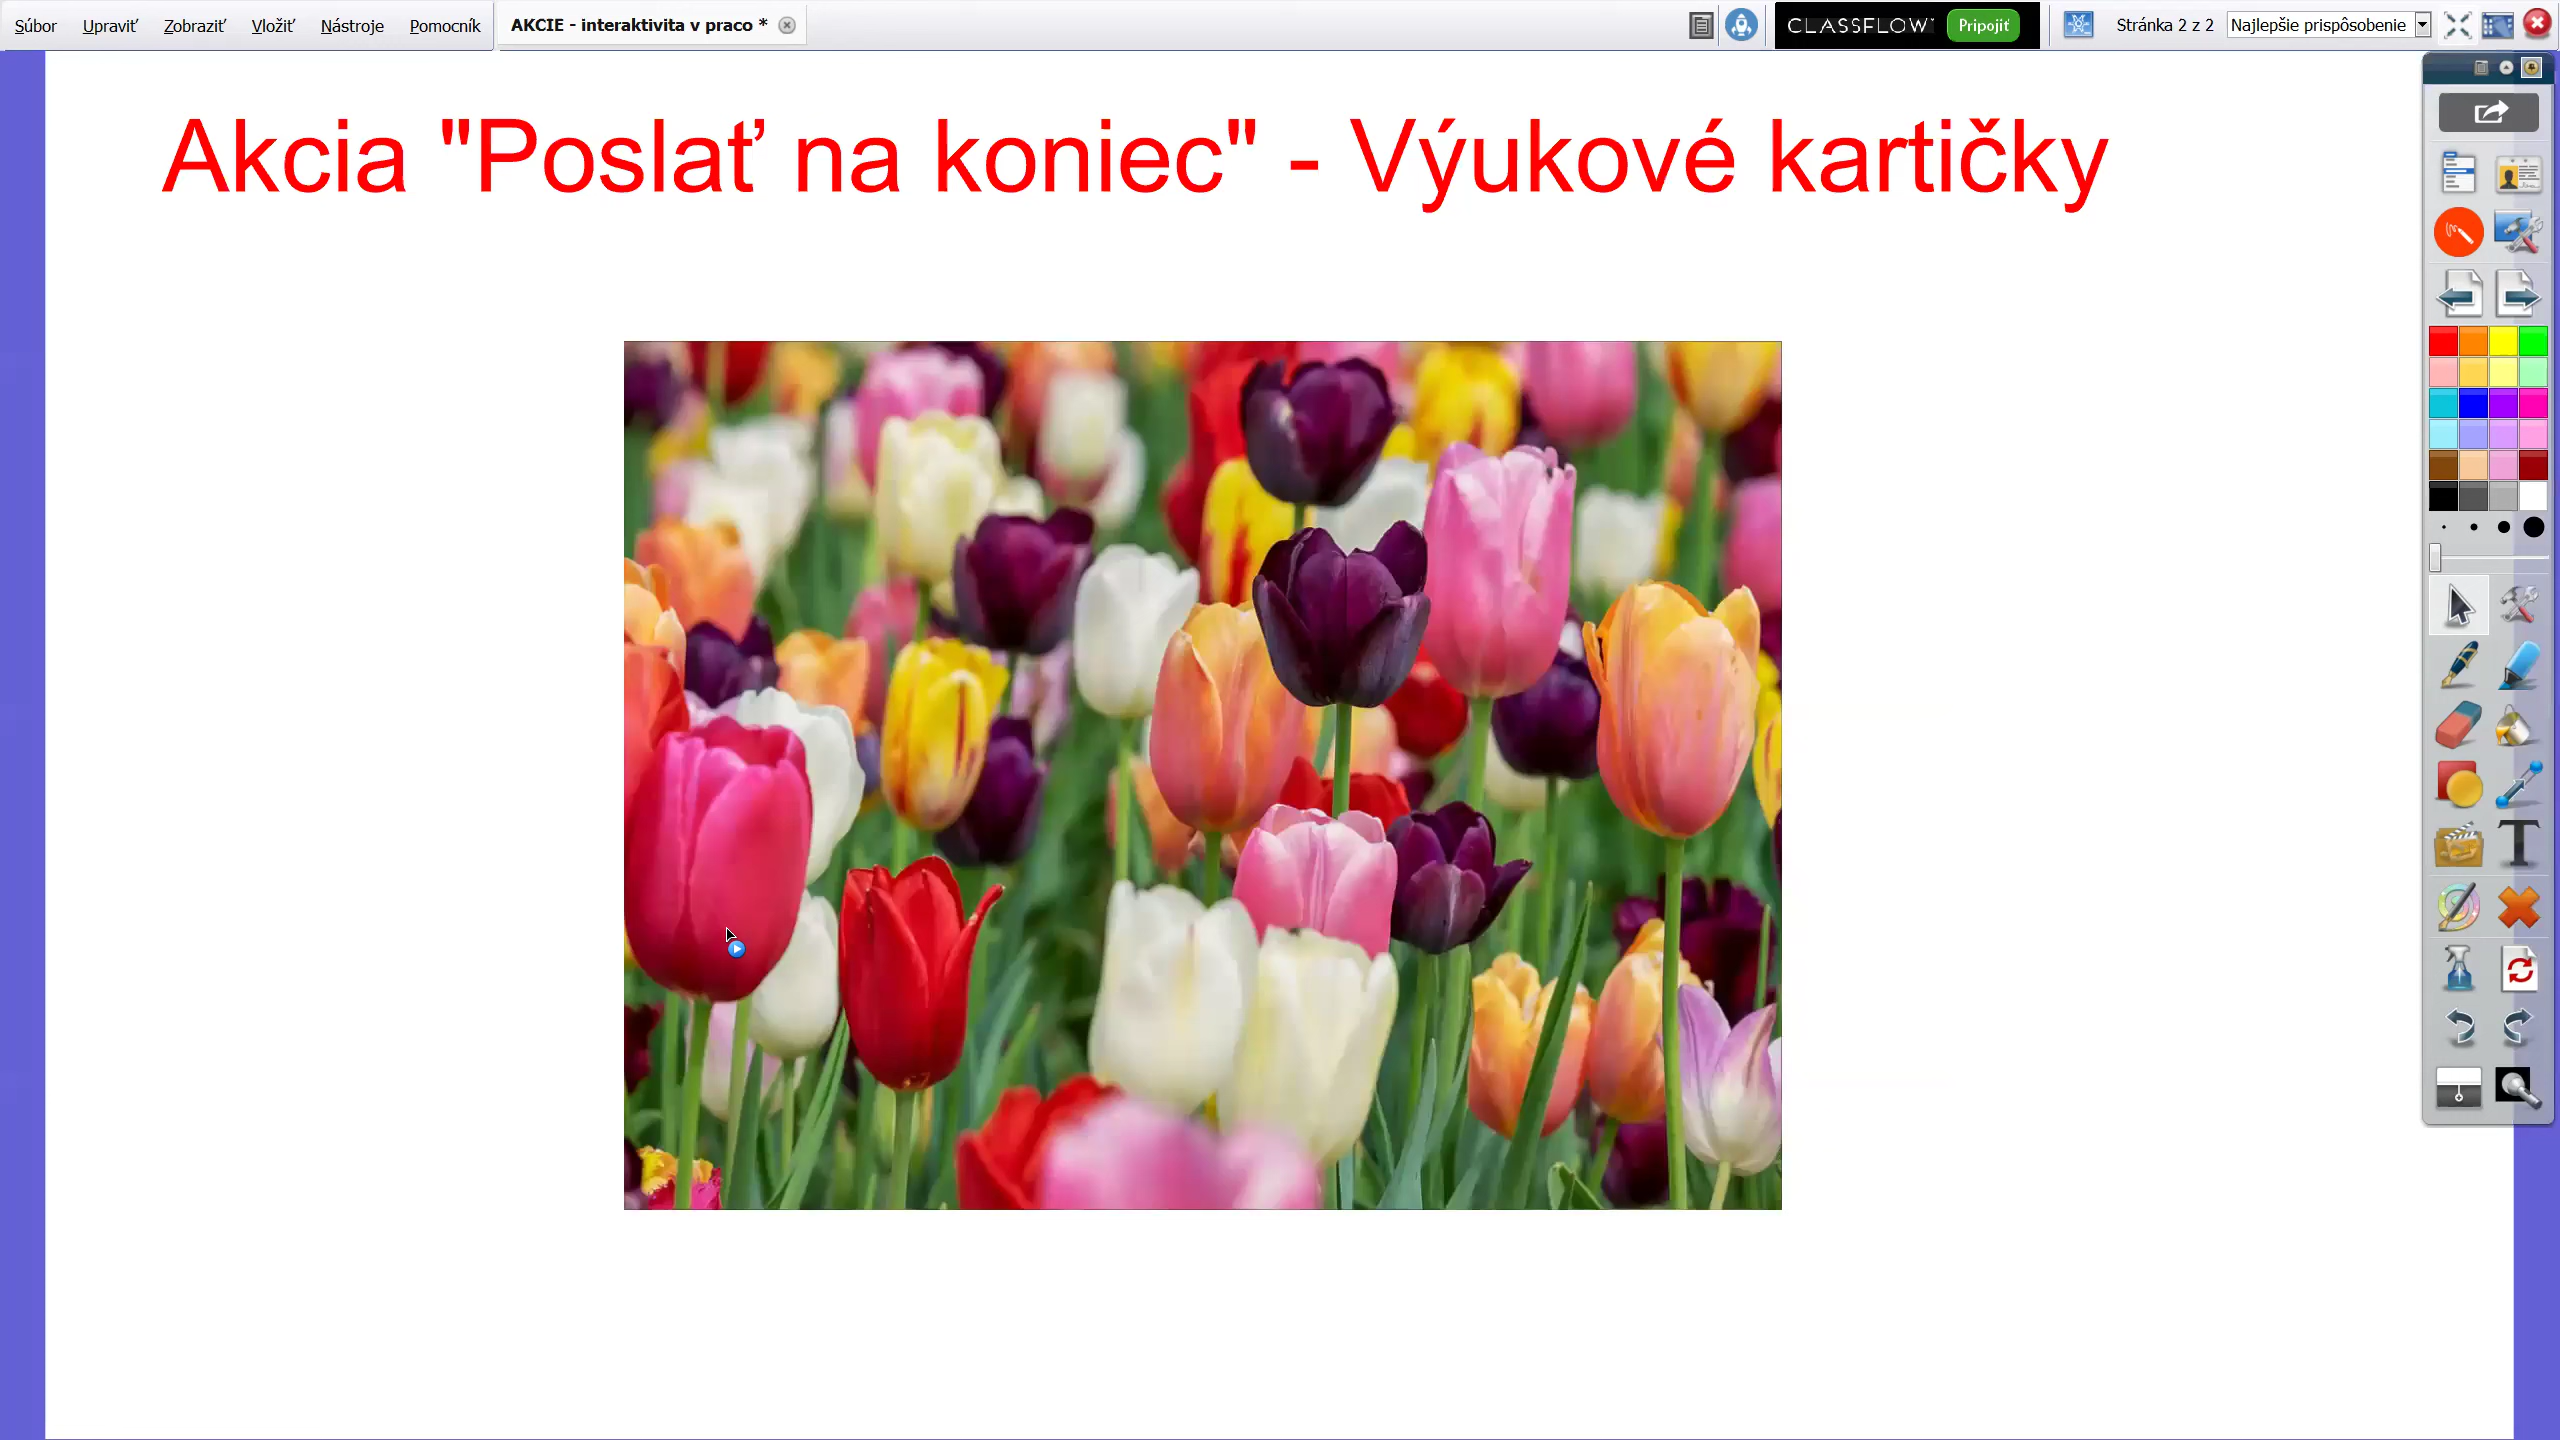 Súbor Upraviť Zobraziť Vložiť Nástroje Pomocník AKCIE - interaktivita v praco * CLASSFLOW Pripojiť Stránka 2 z 2 Najlepšie prispôsobenie
Akcia "Poslať na koniec" - Výukové kartičky
T